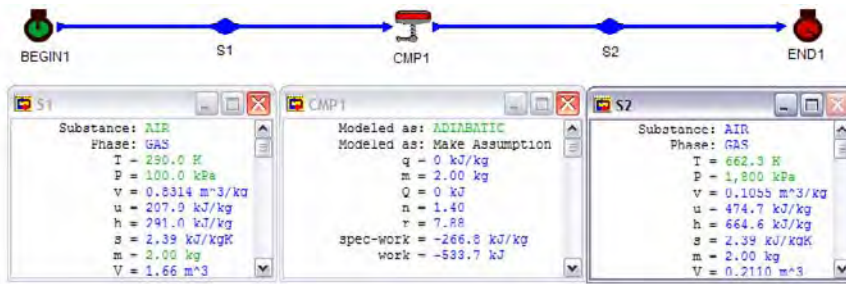 BEGIN1
S1
CMP1
S2
END1
S1
Substance: AIR
Phase: GAS
T = 290.0 K
P = 100.0 kPa
v = 0.8314 m^3/kg
u = 207.9 kJ/kg
h = 291.0 kJ/kg
s = 2.39 kJ/kgK
m = 2.00 kg
V = 1.66 m^3
CMP1
Modeled as: ADIABATIC
Modeled as: Make Assumption
q = 0 kJ/kg
m = 2.00 kg
Q = 0 kJ
n = 1.40
r = 7.88
spec-work = -266.8 kJ/kg
work = -533.7 kJ
S2
Substance: AIR
Phase: GAS
T = 662.3 K
P = 1,800 kPa
v = 0.1055 m^3/kg
u = 474.7 kJ/kg
h = 664.6 kJ/kg
s = 2.39 kJ/kgK
m = 2.00 kg
V = 0.2110 m^3